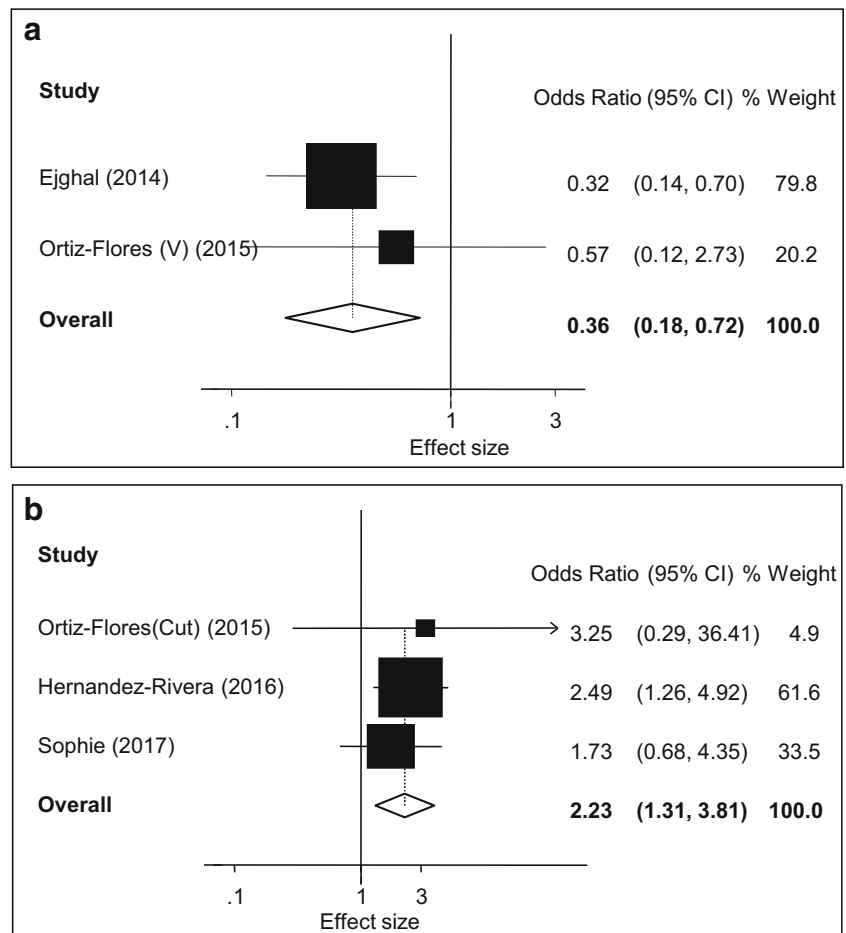 a
Study
Odds Ratio (95% CI) % Weight
Ejghal (2014) 0.32 (0.14, 0.70) 79.8
Ortiz-Flores (V) (2015) 0.57 (0.12, 2.73) 20.2
Overall 0.36 (0.18, 0.72) 100.0
.1 1 3
Effect size
b
Study
Odds Ratio (95% CI) % Weight
Ortiz-Flores(Cut) (2015) 3.25 (0.29, 36.41) 4.9
Hernandez-Rivera (2016) 2.49 (1.26, 4.92) 61.6
Sophie (2017) 1.73 (0.68, 4.35) 33.5
Overall 2.23 (1.31, 3.81) 100.0
.1 1 3
Effect size